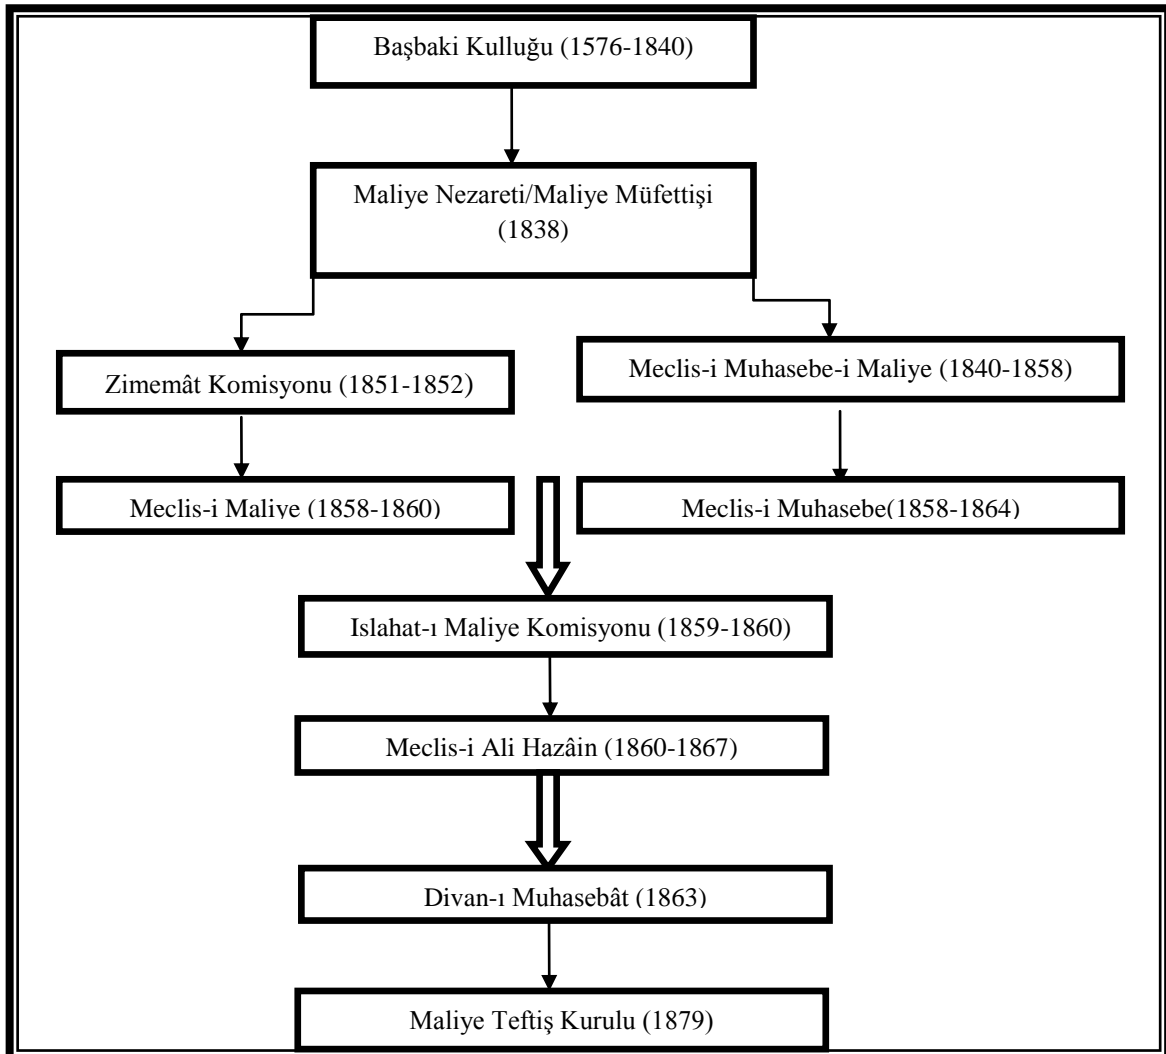 Başbaki Kulluğu (1576-1840)
Maliye Nezareti/Maliye Müfettişi
(1838)
Zimemât Komisyonu (1851-1852)
Meclis-i Muhasebe-i Maliye (1840-1858)
Meclis-i Maliye (1858-1860)
Meclis-i Muhasebe(1858-1864)
Islahat-ı Maliye Komisyonu (1859-1860)
Meclis-i Ali Hazâin (1860-1867)
Divan-ı Muhasebât (1863)
Maliye Teftiş Kurulu (1879)